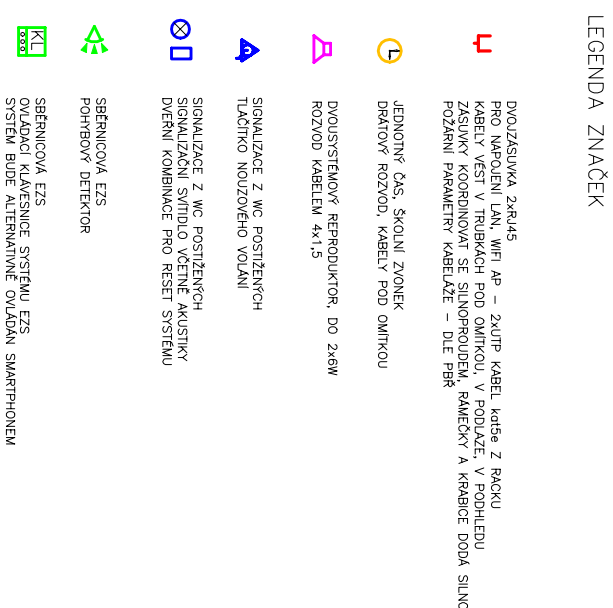 LEGENDA ZNAČEK
DVOJZÁSUVKA 2xRJ45
PRO NAPOJENÍ LAN, WIFI AP – 2xUTP KABEL kat5e Z RACKU
KABELY VÉST V TRUBKÁCH POD OMÍTKOU, V PODLAZE, V PODHLEDU
ZÁSUVKY KOORDINOVAT SE SILNOPROUDEM, RÁMEČKY A KRABICE DODÁ SILNO
POŽÁRNÍ PARAMETRY KABELÁŽE – DLE PBŘ
JEDNOTNÝ ČAS, ŠKOLNÍ ZVONEK
DRÁTOVÝ ROZVOD, KABELY POD OMÍTKOU
DVOUSYSTÉMOVÝ REPRODUKTOR, DO 2x6W
ROZVOD KABELEM 4x1,5
SIGNALIZACE Z WC POSTIŽENÝCH
TLAČÍTKO NOUZOVÉHO VOLÁNÍ
SIGNALIZACE Z WC POSTIŽENÝCH
SIGNALIZAČNÍ SVÍTIDLO VČETNĚ AKUSTIKY
DVEŘNÍ KOMBINACE PRO RESET SYSTÉMU
SBĚRNICOVÁ EZS
POHYBOVÝ DETEKTOR
KL
SBĚRNICOVÁ EZS
OVLÁDACÍ KLÁVESNICE SYSTÉMU EZS
SYSTÉM BUDE ALTERNATIVNĚ OVLÁDÁN SMARTPHONEM